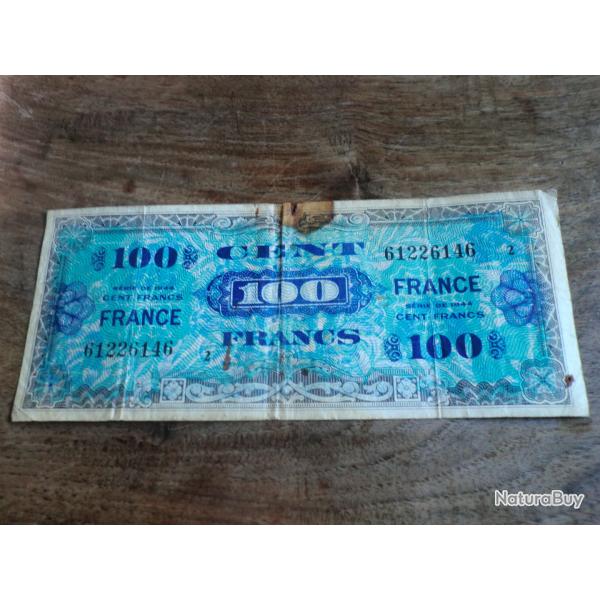 100 CENT 61226146 2
SÉRIE DE 1944
CENT FRANCS
FRANCE
61226146 2
100
FRANCS
FRANCE
SÉRIE DE 1944
CENT FRANCS
100
NaturaBuy